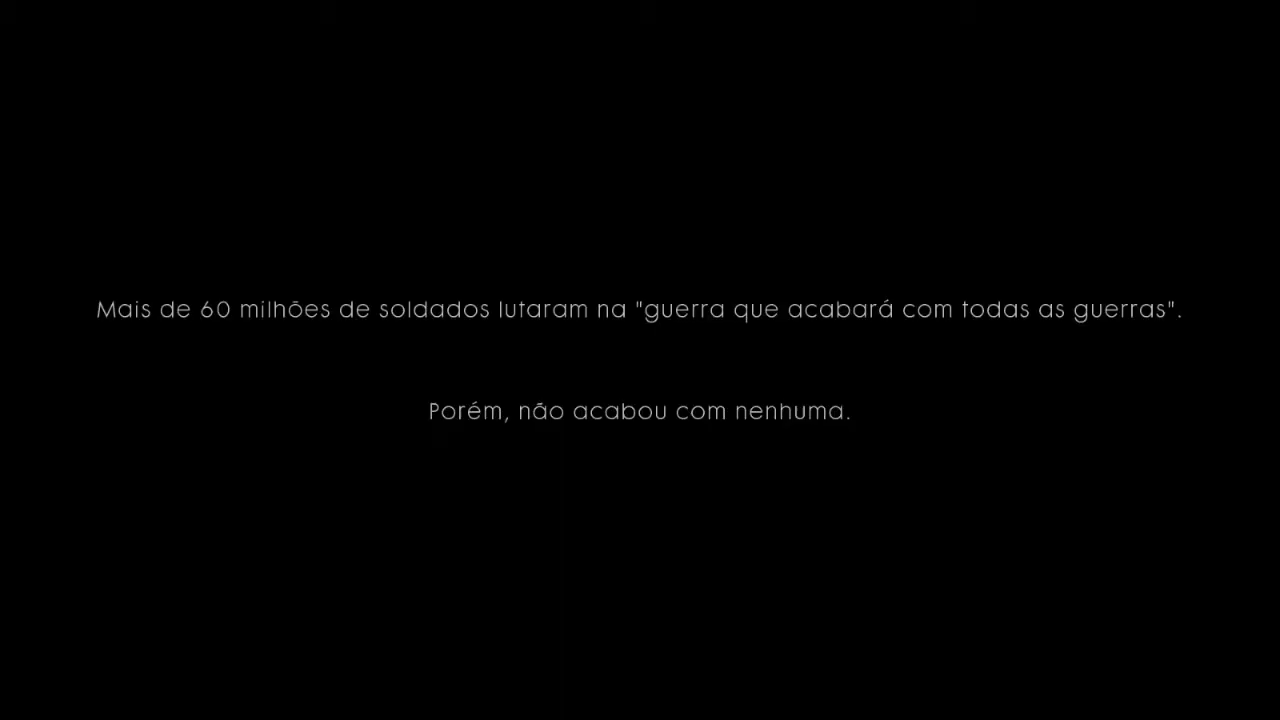 Mais de 60 milhões de soldados lutaram na "guerra que acabará com todas as guerras".
Porém, não acabou com nenhuma.